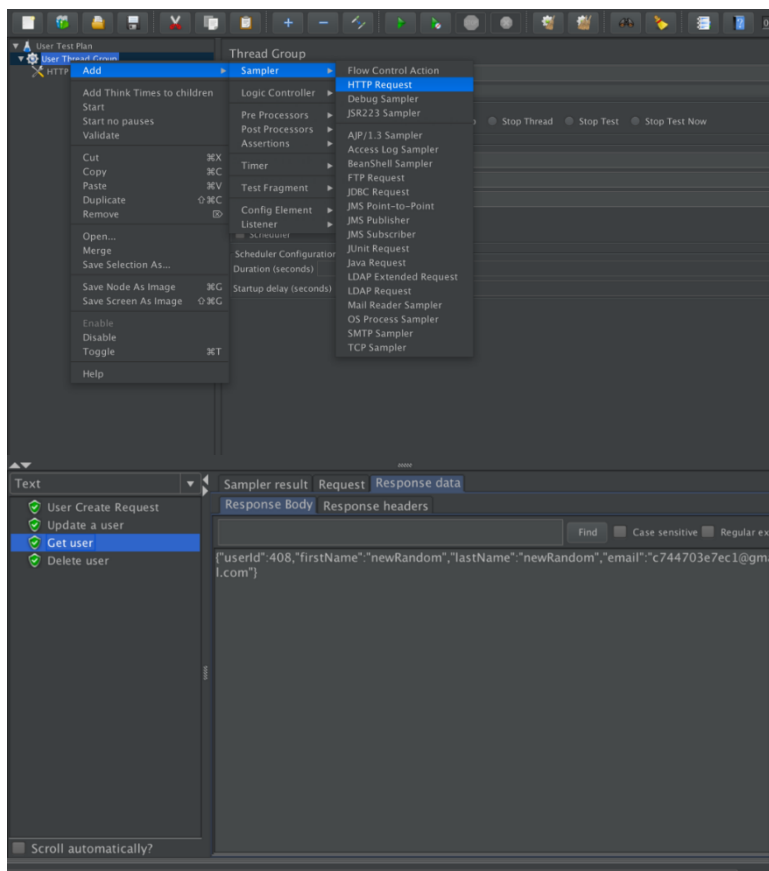 User Test Plan
User Thread Group
HTTP
Thread Group
Add
Add Think Times to children
Start
Start no pauses
Validate
Cut ⌘X
Copy ⌘C
Paste ⌘V
Duplicate ⇧⌘C
Remove ⌦
Open...
Merge
Save Selection As...
Save Node As Image ⌘G
Save Screen As Image ⇧⌘G
Enable
Disable
Toggle ⌘T
Help
Sampler
Logic Controller
Pre Processors
Post Processors
Assertions
Timer
Test Fragment
Config Element
Listener
Flow Control Action
HTTP Request
Debug Sampler
JSR223 Sampler
AJP/1.3 Sampler
Access Log Sampler
BeanShell Sampler
FTP Request
JDBC Request
JMS Point-to-Point
JMS Publisher
JMS Subscriber
JUnit Request
Java Request
LDAP Extended Request
LDAP Request
Mail Reader Sampler
OS Process Sampler
SMTP Sampler
TCP Sampler
Stop Thread Stop Test Stop Test Now
Scheduler
Scheduler Configuration
Duration (seconds)
Startup delay (seconds)
Text
User Create Request
Update a user
Get user
Delete user
Scroll automatically?
Sampler result Request Response data
Response Body Response headers
Find Case sensitive Regular ex
{"userId":408,"firstName":"newRandom","lastName":"newRandom","email":"c744703e7ec1@gma
l.com"}